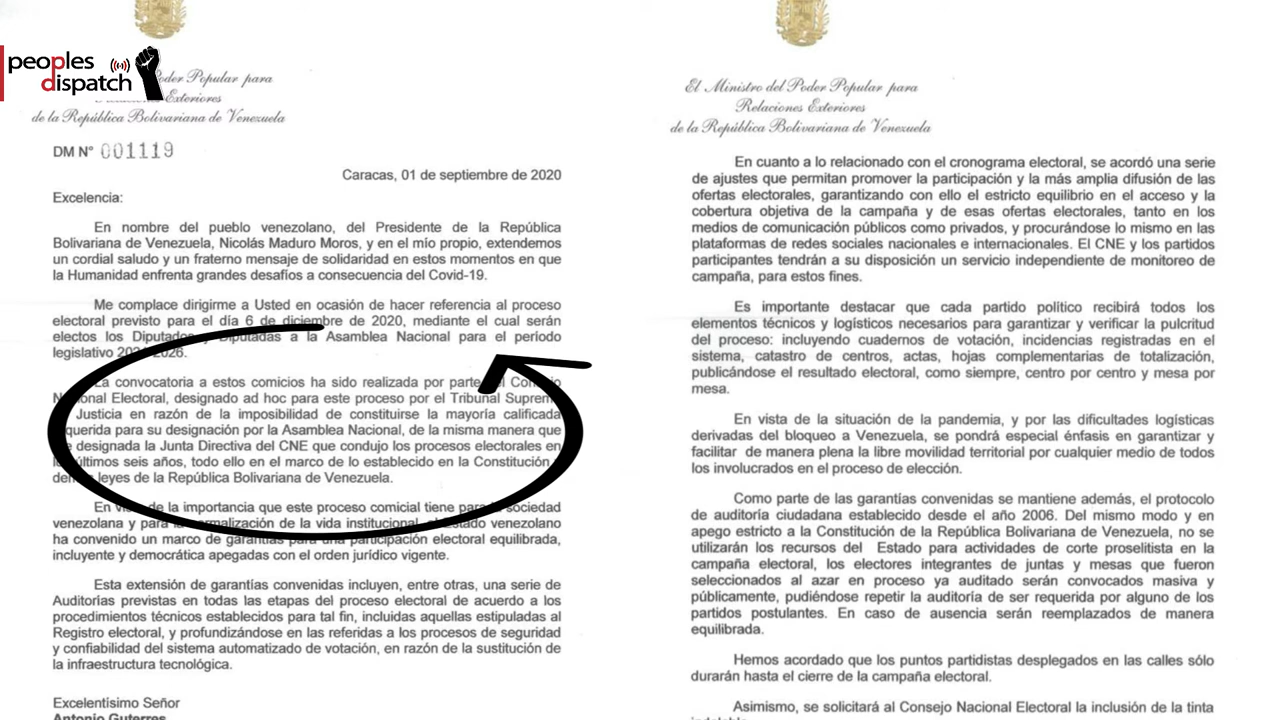 peoples
dispatch
Poder Popular para
Exteriores
de la República Bolivariana de Venezuela
DM N° 001119
Caracas, 01 de septiembre de 2020
Excelencia:
En nombre del pueblo venezolano, del Presidente de la República
Bolivariana de Venezuela, Nicolás Maduro Moros, y en el mío propio, extendemos
un cordial saludo y un fraterno mensaje de solidaridad en estos momentos en que
la Humanidad enfrenta grandes desafíos a consecuencia del Covid-19.
Me complace dirigirme a Usted en ocasión de hacer referencia al proceso
electoral previsto para el día 6 de diciembre de 2020, mediante el cual serán
electos los Diputados y Diputadas a la Asamblea Nacional para el período
legislativo 2021-2026.
La convocatoria a estos comicios ha sido realizada por parte del Consejo
Nacional Electoral, designado ad hoc para este proceso por el Tribunal Supremo
Justicia en razón de la imposibilidad de constituirse la mayoría calificada
querida para su designación por la Asamblea Nacional, de la misma manera que
designada la Junta Directiva del CNE que condujo los procesos electorales en
últimos seis años, todo ello en el marco de lo establecido en la Constitución
leyes de la República Bolivariana de Venezuela.
En vista de la importancia que este proceso comicial tiene para la sociedad
venezolana y para la normalización de la vida institucional, el Estado venezolano
ha convenido un marco de garantías para una participación electoral equilibrada,
incluyente y democrática apegadas con el orden jurídico vigente.
Esta extensión de garantías convenidas incluyen, entre otras, una serie de
Auditorías previstas en todas las etapas del proceso electoral de acuerdo a los
procedimientos técnicos establecidos para tal fin, incluidas aquellas estipuladas al
Registro electoral, y profundizándose en las referidas a los procesos de seguridad
y confiabilidad del sistema automatizado de votación, en razón de la sustitución de
la infraestructura tecnológica.
Excelentísimo Señor
Antonio Guterres
El Ministro del Poder Popular para
Relaciones Exteriores
de la República Bolivariana de Venezuela
En cuanto a lo relacionado con el cronograma electoral, se acordó una serie
de ajustes que permitan promover la participación y la más amplia difusión de las
ofertas electorales, garantizando con ello el estricto equilibrio en el acceso y la
cobertura objetiva de la campaña y de esas ofertas electorales, tanto en los
medios de comunicación públicos como privados, y procurándose lo mismo en las
plataformas de redes sociales nacionales e internacionales. El CNE y los partidos
participantes tendrán a su disposición un servicio independiente de monitoreo de
campaña, para estos fines.
Es importante destacar que cada partido político recibirá todos los
elementos técnicos y logísticos necesarios para garantizar y verificar la pulcritud
del proceso: incluyendo cuadernos de votación, incidencias registradas en el
sistema, catastro de centros, actas, hojas complementarias de totalización,
publicándose el resultado electoral, como siempre, centro por centro y mesa por
mesa.
En vista de la situación de la pandemia, y por las dificultades logísticas
derivadas del bloqueo a Venezuela, se pondrá especial énfasis en garantizar y
facilitar de manera plena la libre movilidad territorial por cualquier medio de todos
los involucrados en el proceso de elección.
Como parte de las garantías convenidas se mantiene además, el protocolo
de auditoría ciudadana establecido desde el año 2006. Del mismo modo y en
apego estricto a la Constitución de la República Bolivariana de Venezuela, no se
utilizarán los recursos del Estado para actividades de corte proselitista en la
campaña electoral, los electores integrantes de juntas y mesas que fueron
seleccionados al azar en proceso ya auditado serán convocados masiva y
públicamente, pudiéndose repetir la auditoría de ser requerida por alguno de los
partidos postulantes. En caso de ausencia serán reemplazados de manera
equilibrada.
Hemos acordado que los puntos partidistas desplegados en las calles sólo
durarán hasta el cierre de la campaña electoral.
Asimismo, se solicitará al Consejo Nacional Electoral la inclusión de la tinta